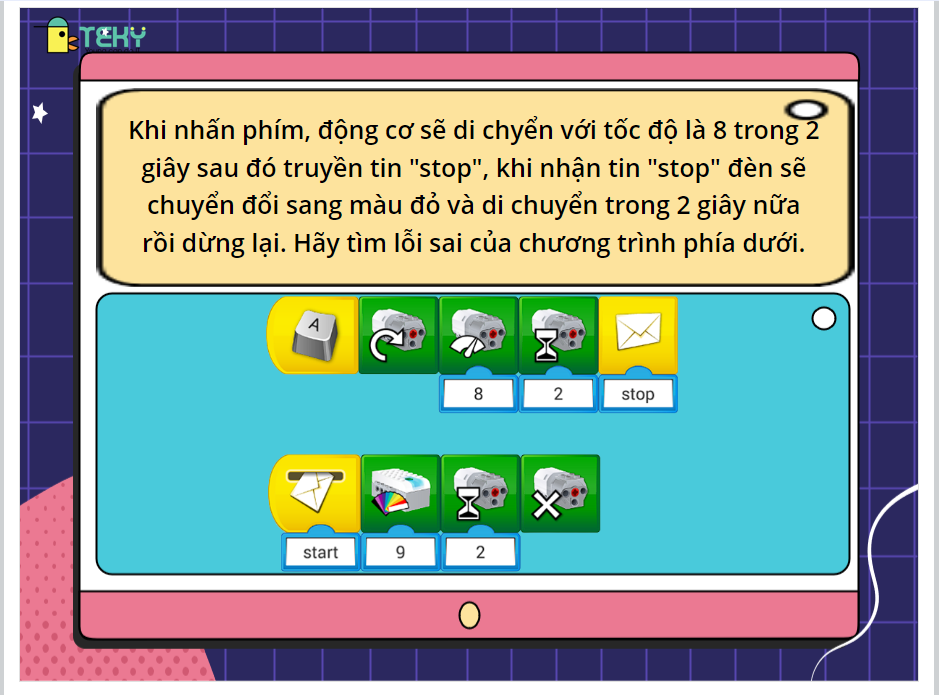 TEKY
Khi nhấn phím, động cơ sẽ di chyển với tốc độ là 8 trong 2
giây sau đó truyền tin "stop", khi nhận tin "stop" đèn sẽ
chuyển đổi sang màu đỏ và di chuyển trong 2 giây nữa
rồi dừng lại. Hãy tìm lỗi sai của chương trình phía dưới.
A
8 2 stop
start 9 2